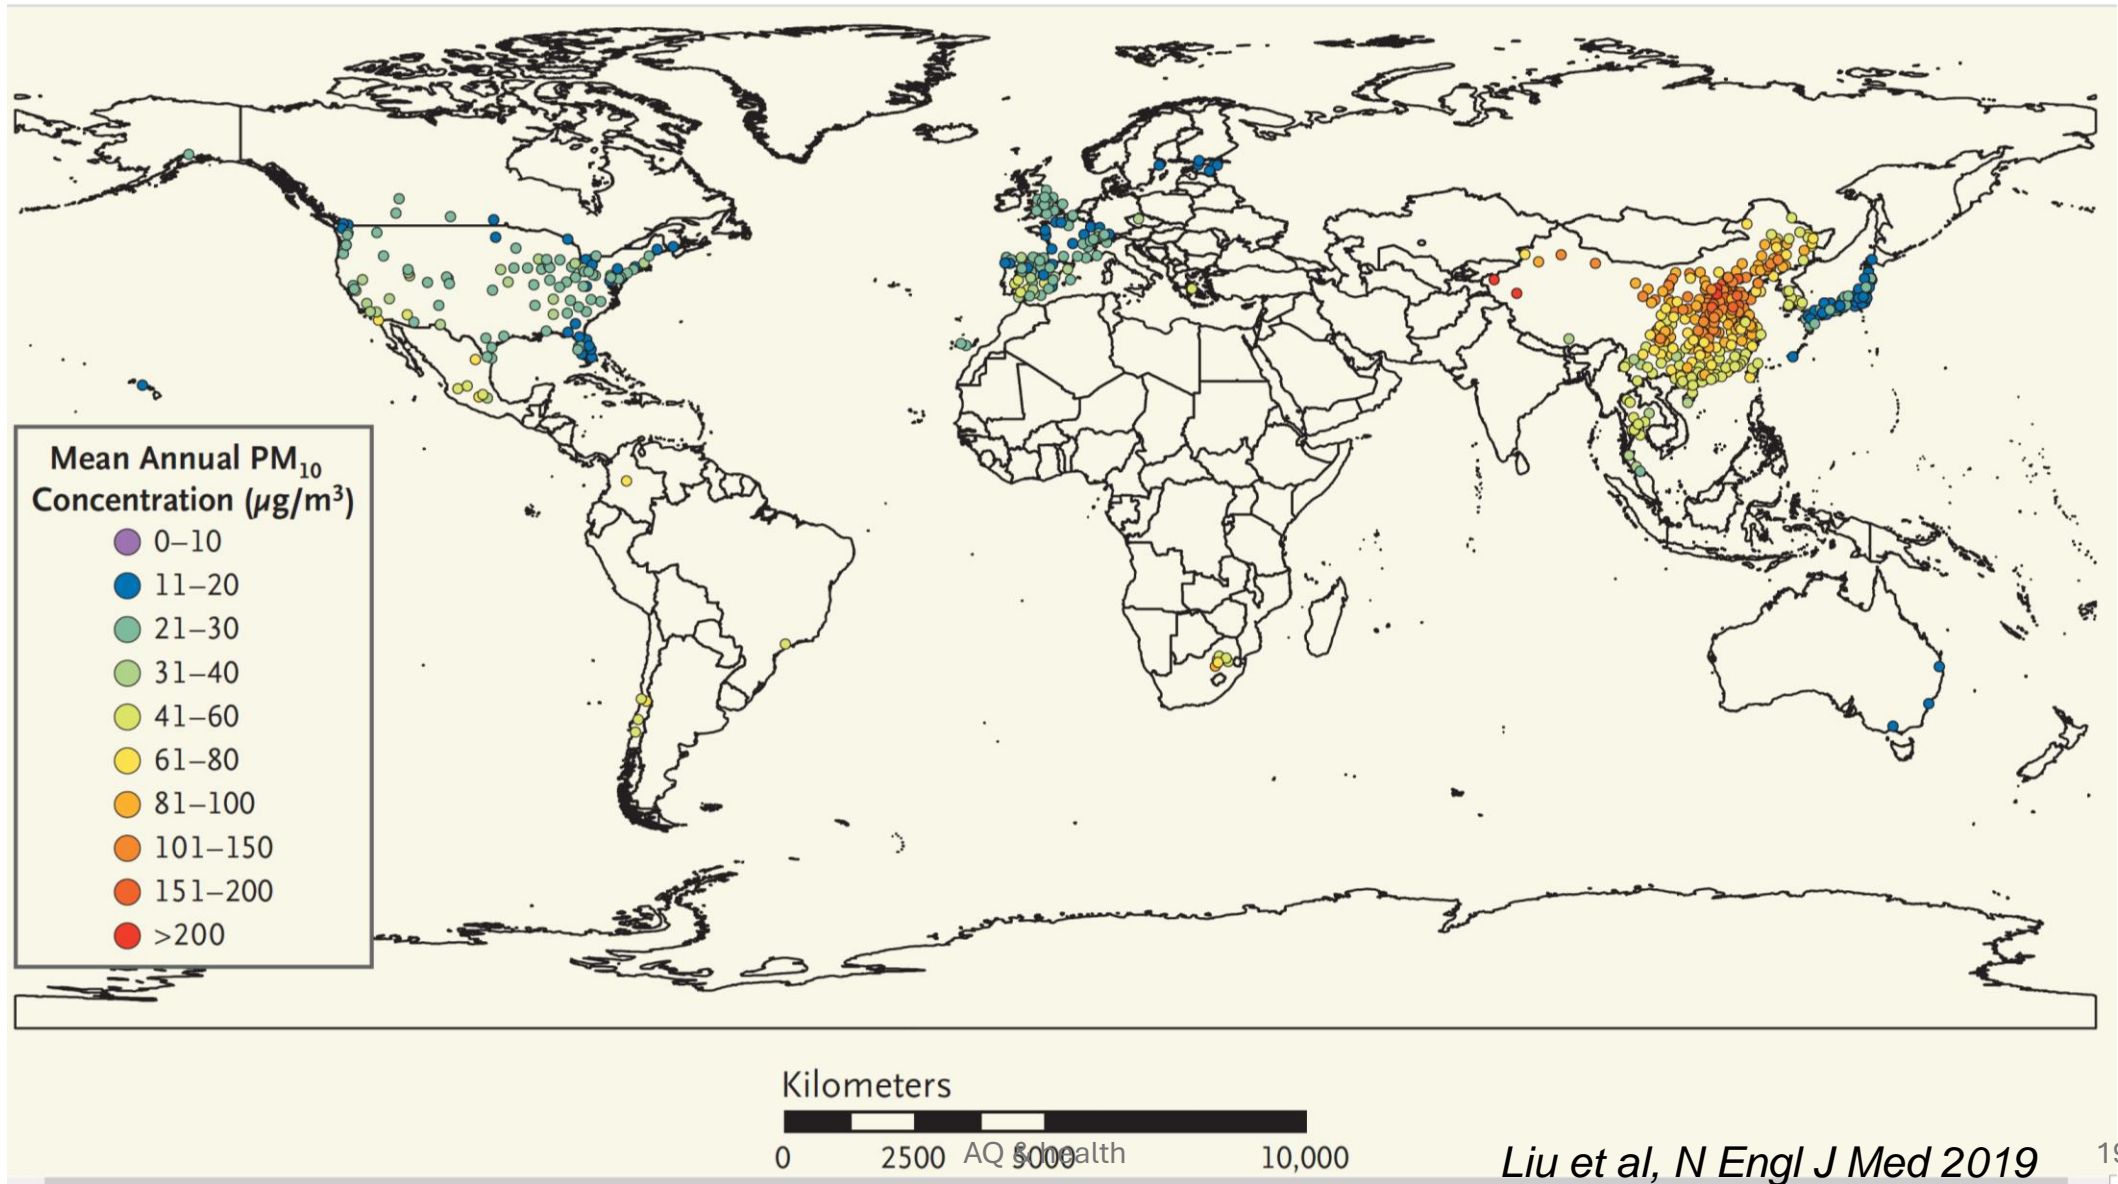 Mean Annual PM10
Concentration (µg/m3)
0–10
11–20
21–30
31–40
41–60
61–80
81–100
101–150
151–200
>200
Kilometers
0 2500 5000 10,000
AQ & health
Liu et al, N Engl J Med 2019
19